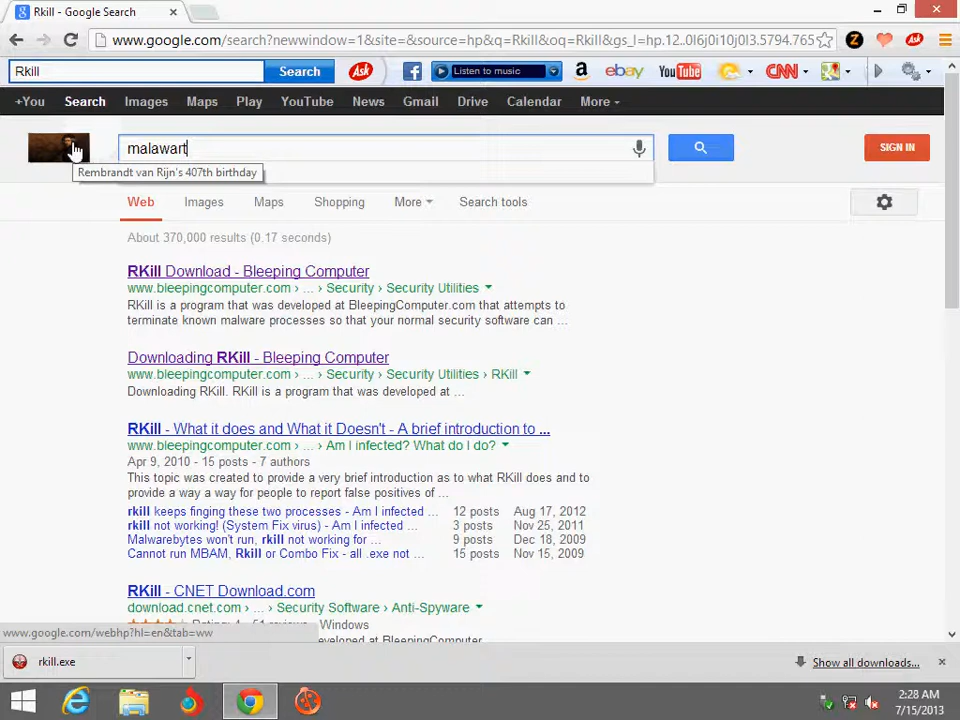 Rkill - Google Search
www.google.com/search?newwindow=1&site=&source=hp&q=Rkill&oq=Rkill&gs_l=hp.12..0l6j0i10j0l3.5794.765
Rkill Search Ask Listen to music a ebay YouTube CNN
+You Search Images Maps Play YouTube News Gmail Drive Calendar More
malawart SIGN IN
Rembrandt van Rijn's 407th birthday
Web Images Maps Shopping More Search tools
About 370,000 results (0.17 seconds)
RKill Download - Bleeping Computer
www.bleepingcomputer.com › ... › Security › Security Utilities
RKill is a program that was developed at BleepingComputer.com that attempts to
terminate known malware processes so that your normal security software can ...
Downloading RKill - Bleeping Computer
www.bleepingcomputer.com › ... › Security › Security Utilities › RKill
Downloading RKill. RKill is a program that was developed at ...
RKill - What it does and What it Doesn't - A brief introduction to ...
www.bleepingcomputer.com › ... › Am I infected? What do I do?
Apr 9, 2010 - 15 posts - 7 authors
This topic was created to provide a very brief introduction as to what RKill does and to
provide a way a way for people to report false positives of ...
rkill keeps finging these two processes - Am I infected ... 12 posts Aug 17, 2012
rkill not working! (System Fix virus) - Am I infected ... 3 posts Nov 25, 2011
Malwarebytes won't run, rkill not working for ... 9 posts Dec 18, 2009
Cannot run MBAM, Rkill or Combo Fix - all .exe not ... 15 posts Nov 15, 2009
RKill - CNET Download.com
download.cnet.com › ... › Security Software › Anti-Spyware
Windows
www.google.com/webhp?hl=en&tab=ww
rkill.exe Show all downloads...
2:28 AM
7/15/2013